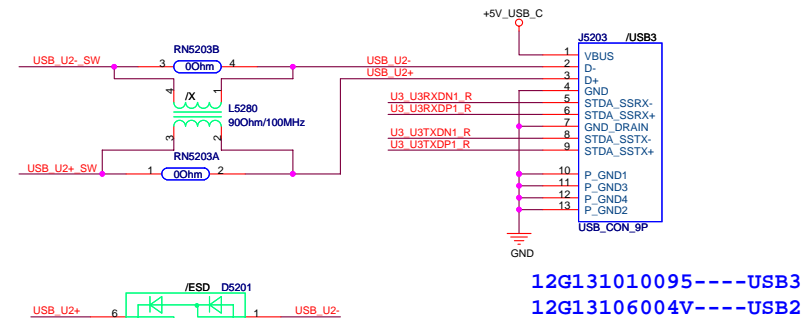 +5V_USB_C
J5203 /USB3
RN5203B
USB_U2-_SW 3 0Ohm 4 USB_U2-
USB_U2+
1 VBUS
2 D-
3 D+
4 GND
U3_U3RXDN1_R 5 STDA_SSRX-
U3_U3RXDP1_R 6 STDA_SSRX+
7 GND_DRAIN
U3_U3TXDN1_R 8 STDA_SSTX-
U3_U3TXDP1_R 9 STDA_SSTX+
4 /X 1
L5280
90Ohm/100MHz
3 2
RN5203A
USB_U2+_SW 1 0Ohm 2
10 P_GND1
11 P_GND3
12 P_GND4
13 P_GND2
USB_CON_9P
GND
12G131010095----USB3
12G13106004V----USB2
/ESD D5201
USB_U2+ 6 1 USB_U2-